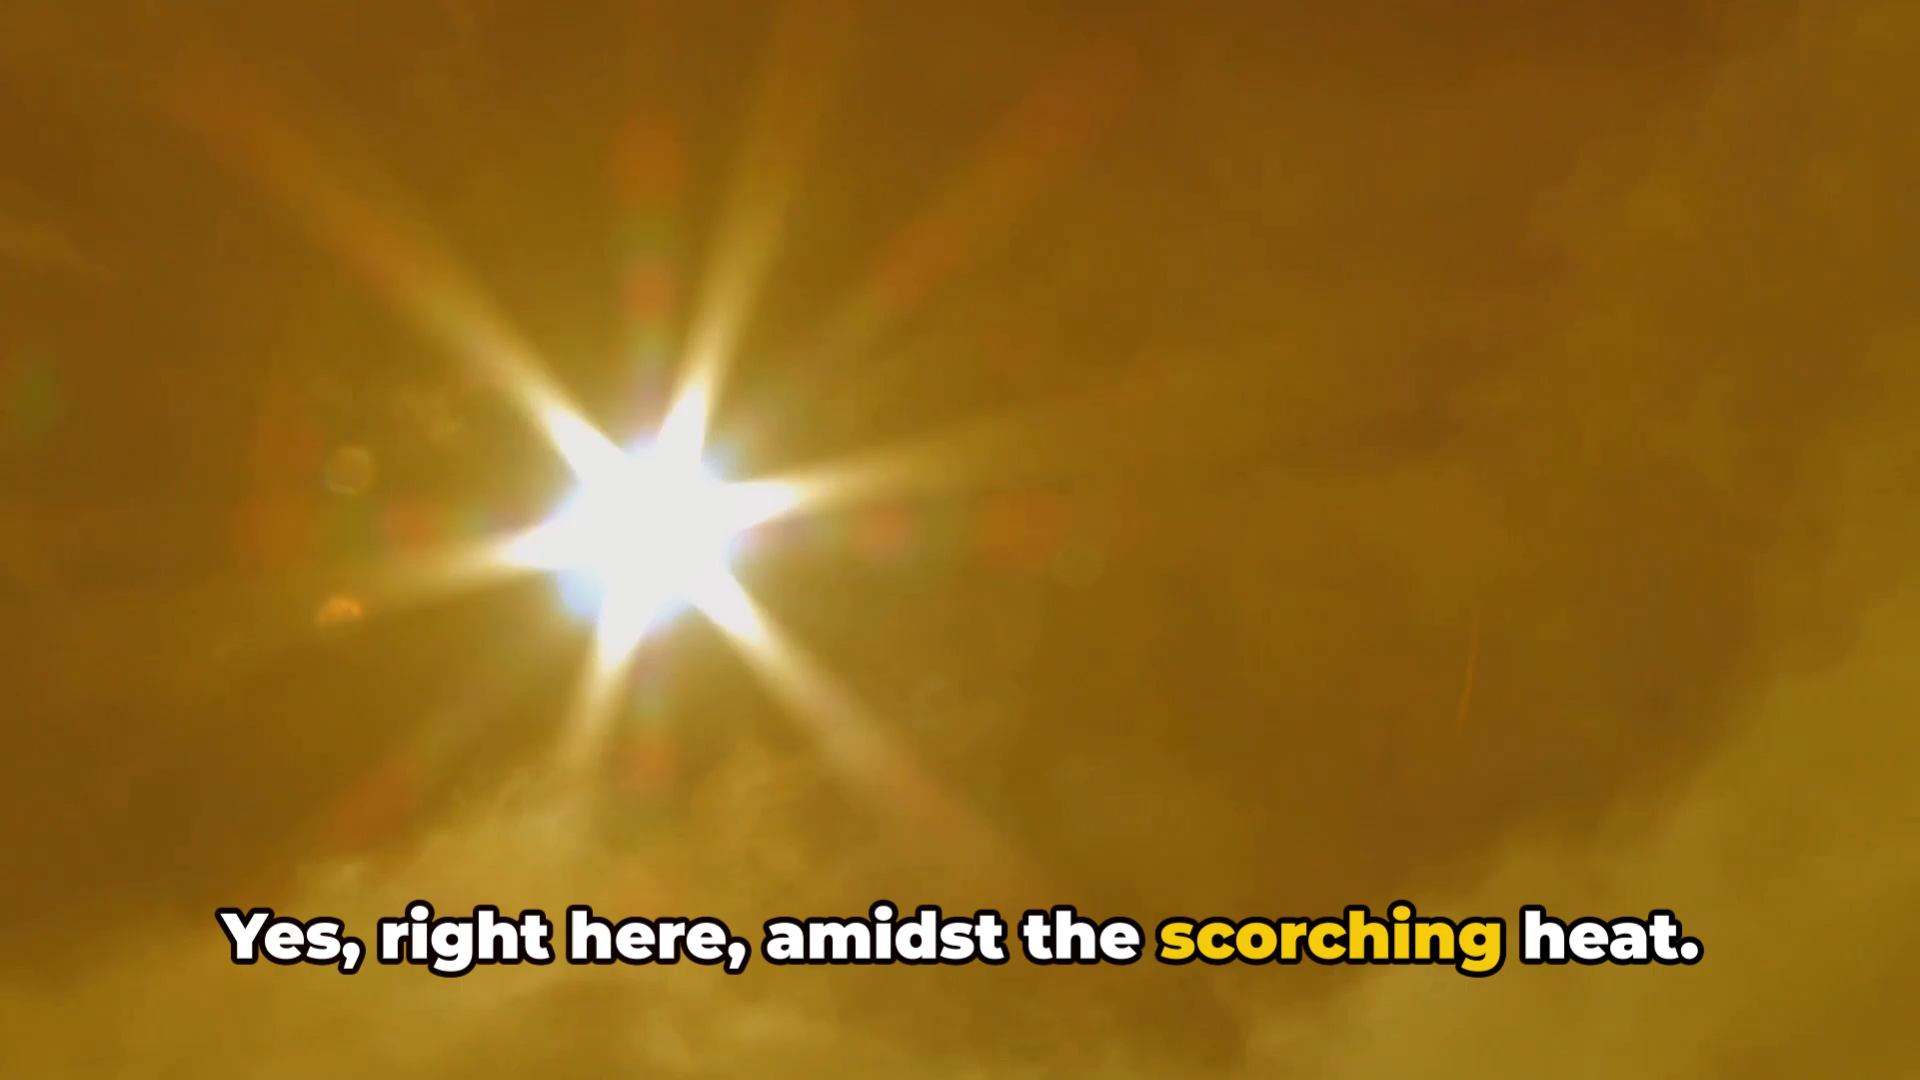 Yes, right here, amidst the scorching heat.